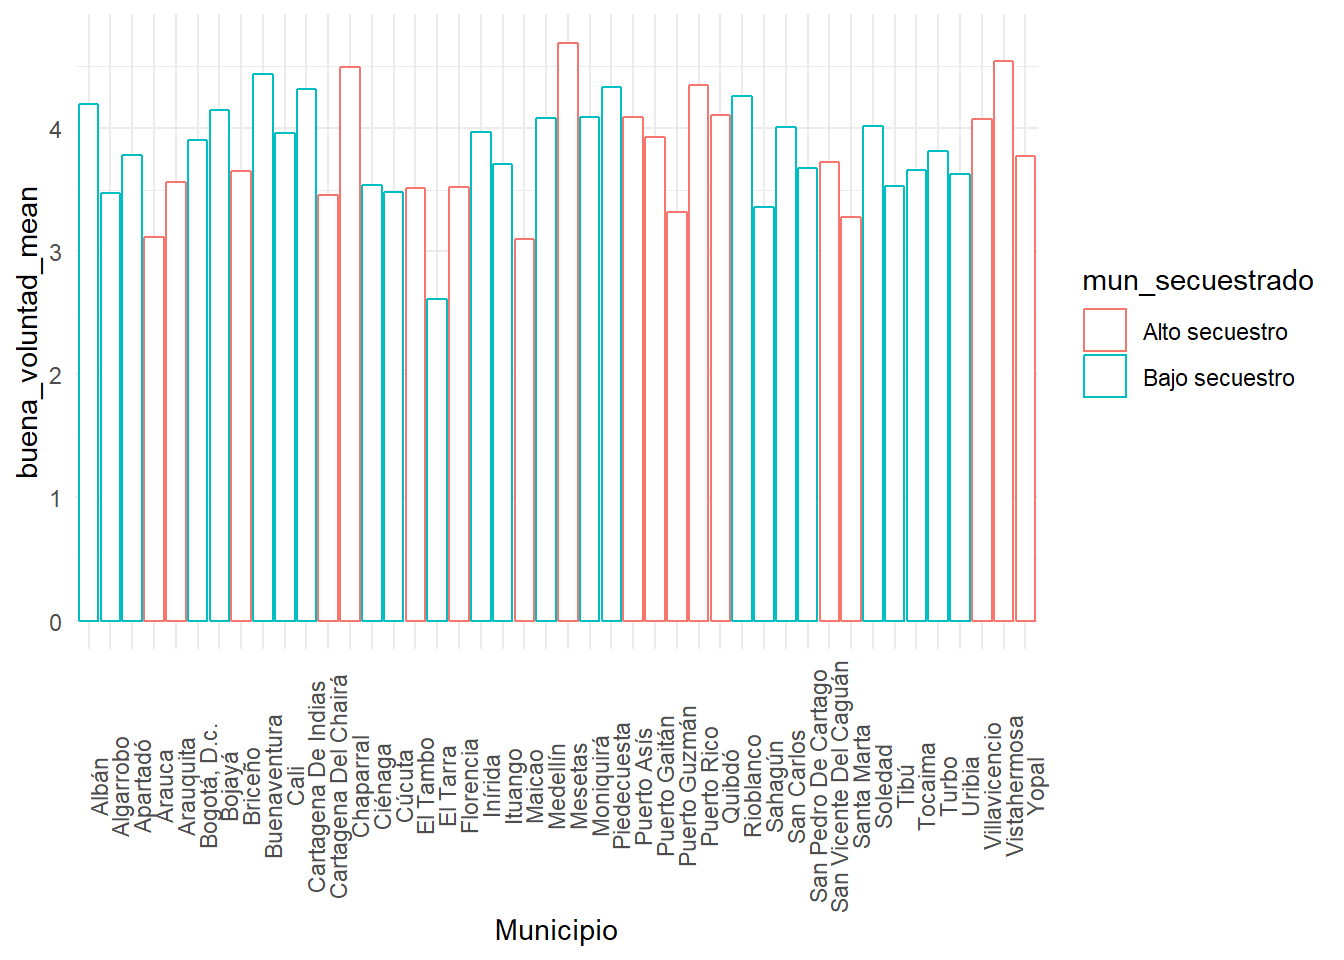 buena_voluntad_mean
4
3
2
1
0
Albán
Algarrobo
Apartadó
Arauca
Arauquita
Bogotá, D.c.
Bojayá
Briceño
Buenaventura
Cali
Cartagena De Indias
Cartagena Del Chairá
Chaparral
Ciénaga
Cúcuta
El Tambo
El Tarra
Florencia
Inírida
Ituango
Maicao
Medellín
Mesetas
Moniquirá
Piedecuesta
Puerto Asís
Puerto Gaitán
Puerto Guzmán
Puerto Rico
Quibdó
Rioblanco
Sahagún
San Carlos
San Pedro De Cartago
San Vicente Del Caguán
Santa Marta
Soledad
Tibú
Tocaima
Turbo
Uribia
Villavicencio
Vistahermosa
Yopal
Municipio
mun_secuestrado
Alto secuestro
Bajo secuestro